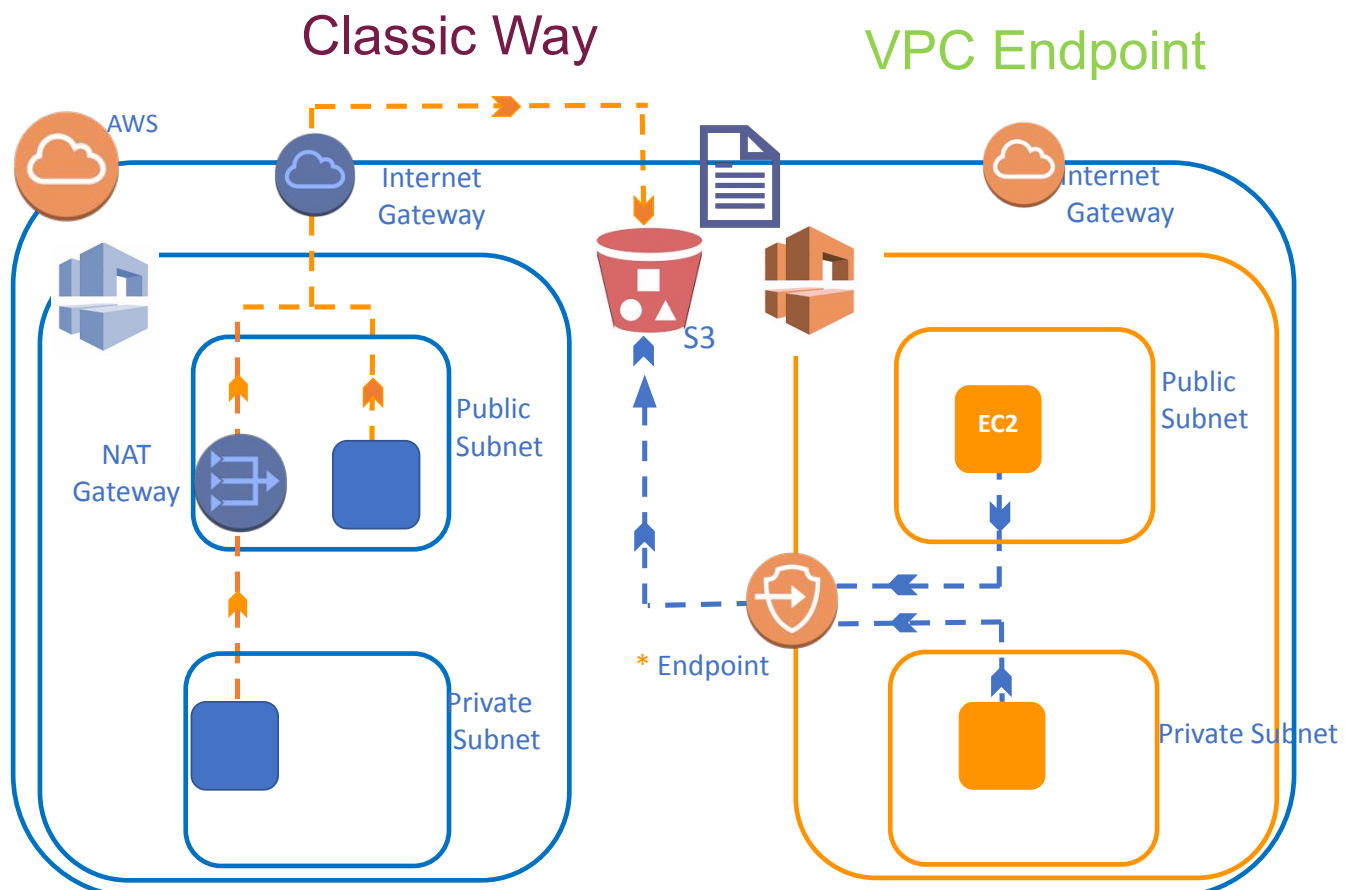 Classic Way
VPC Endpoint
AWS
Internet
Gateway
Internet
Gateway
S3
Public
Subnet
NAT
Gateway
EC2
Public
Subnet
* Endpoint
Private
Subnet
Private Subnet